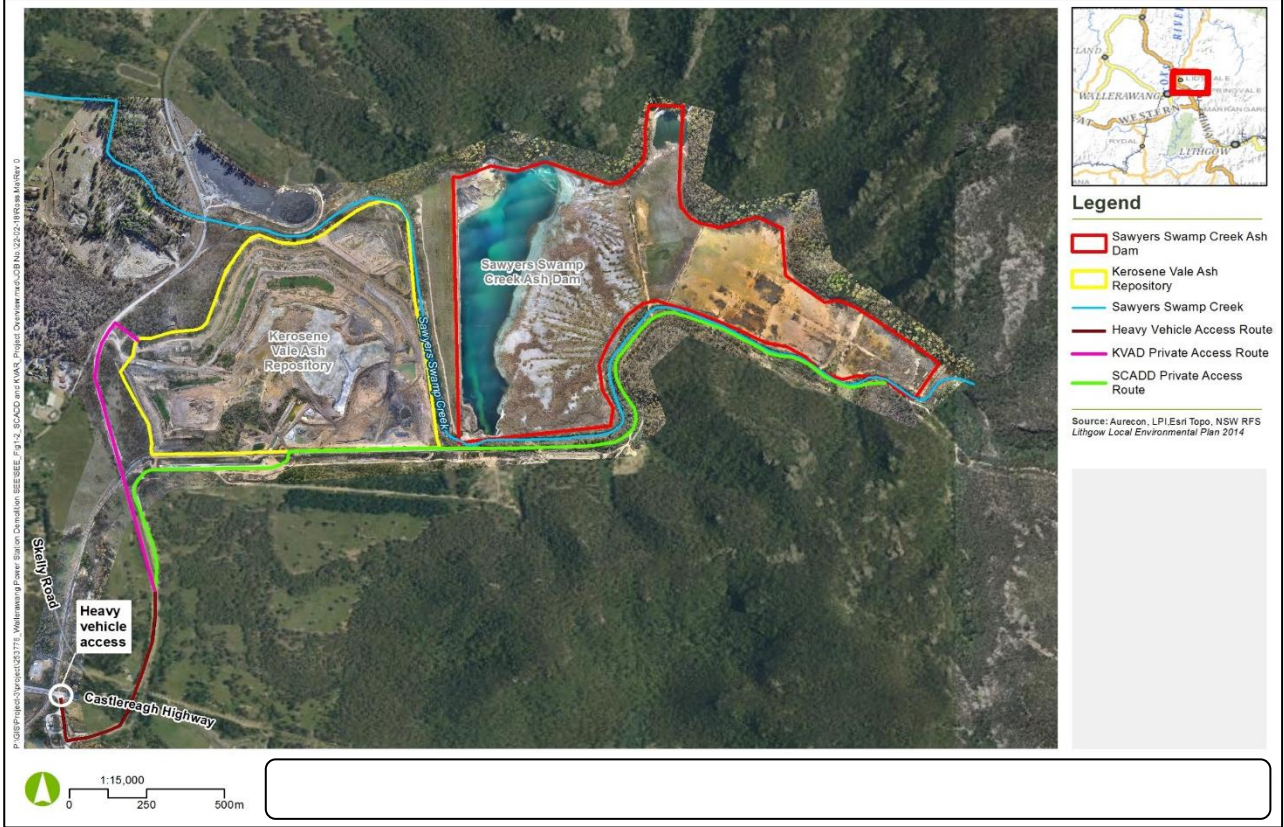 Sawyers Swamp
Creek Ash Dam
Kerosene
Vale Ash
Repository
Sawyers Swamp Creek
Skelly Road
Heavy
vehicle
access
Castlereagh Highway
WALLERAWANG
WESTERN
RYDAL
LITHGOW
RIVER
Legend
Sawyers Swamp Creek Ash
Dam
Kerosene Vale Ash
Repository
Sawyers Swamp Creek
Heavy Vehicle Access Route
KVAD Private Access Route
SCADD Private Access
Route
Source: Aurecon, LPI,Esri Topo, NSW RFS
Lithgow Local Environmental Plan 2014
1:15,000
0 250 500m